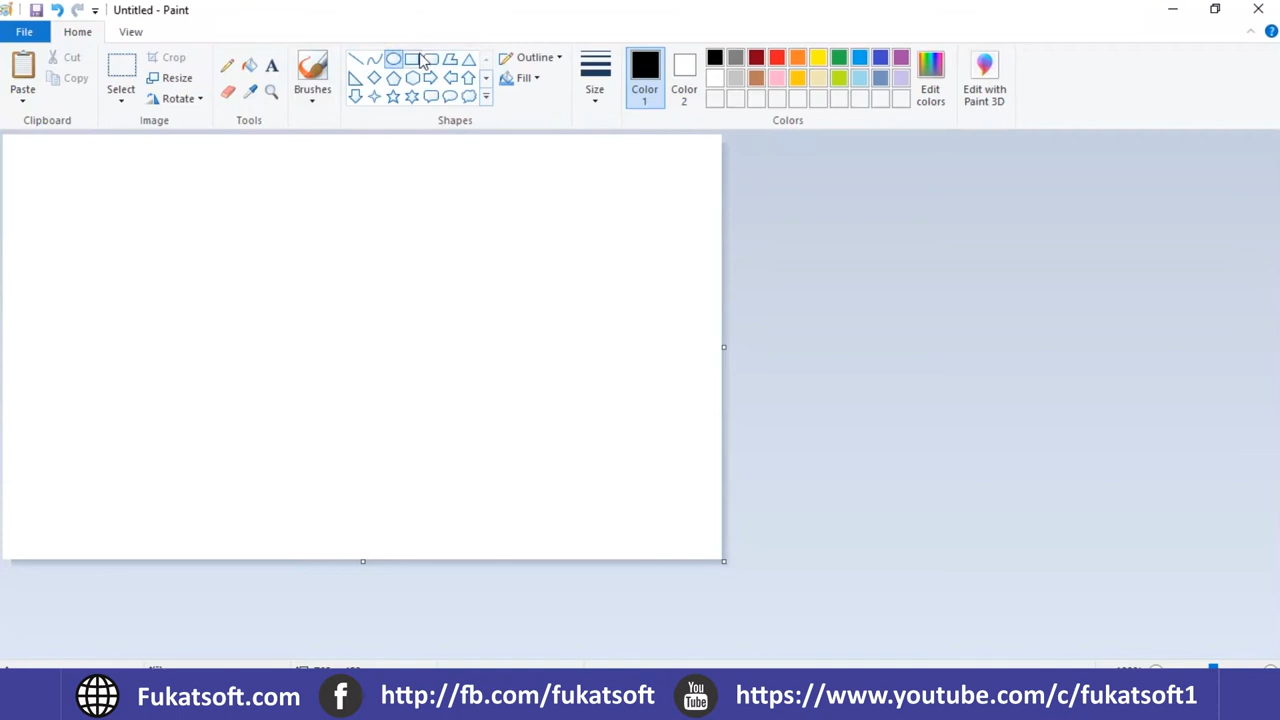 Untitled - Paint
File Home View
Paste
Cut
Copy
Clipboard
Select
Crop
Resize
Rotate
Image
Tools
Brushes
Shapes
Outline
Fill
Size
Color 1
Color 2
Edit colors
Edit with Paint 3D
Colors
Fukatsoft.com
http://fb.com/fukatsoft
You Tube
https://www.youtube.com/c/fukatsoft1